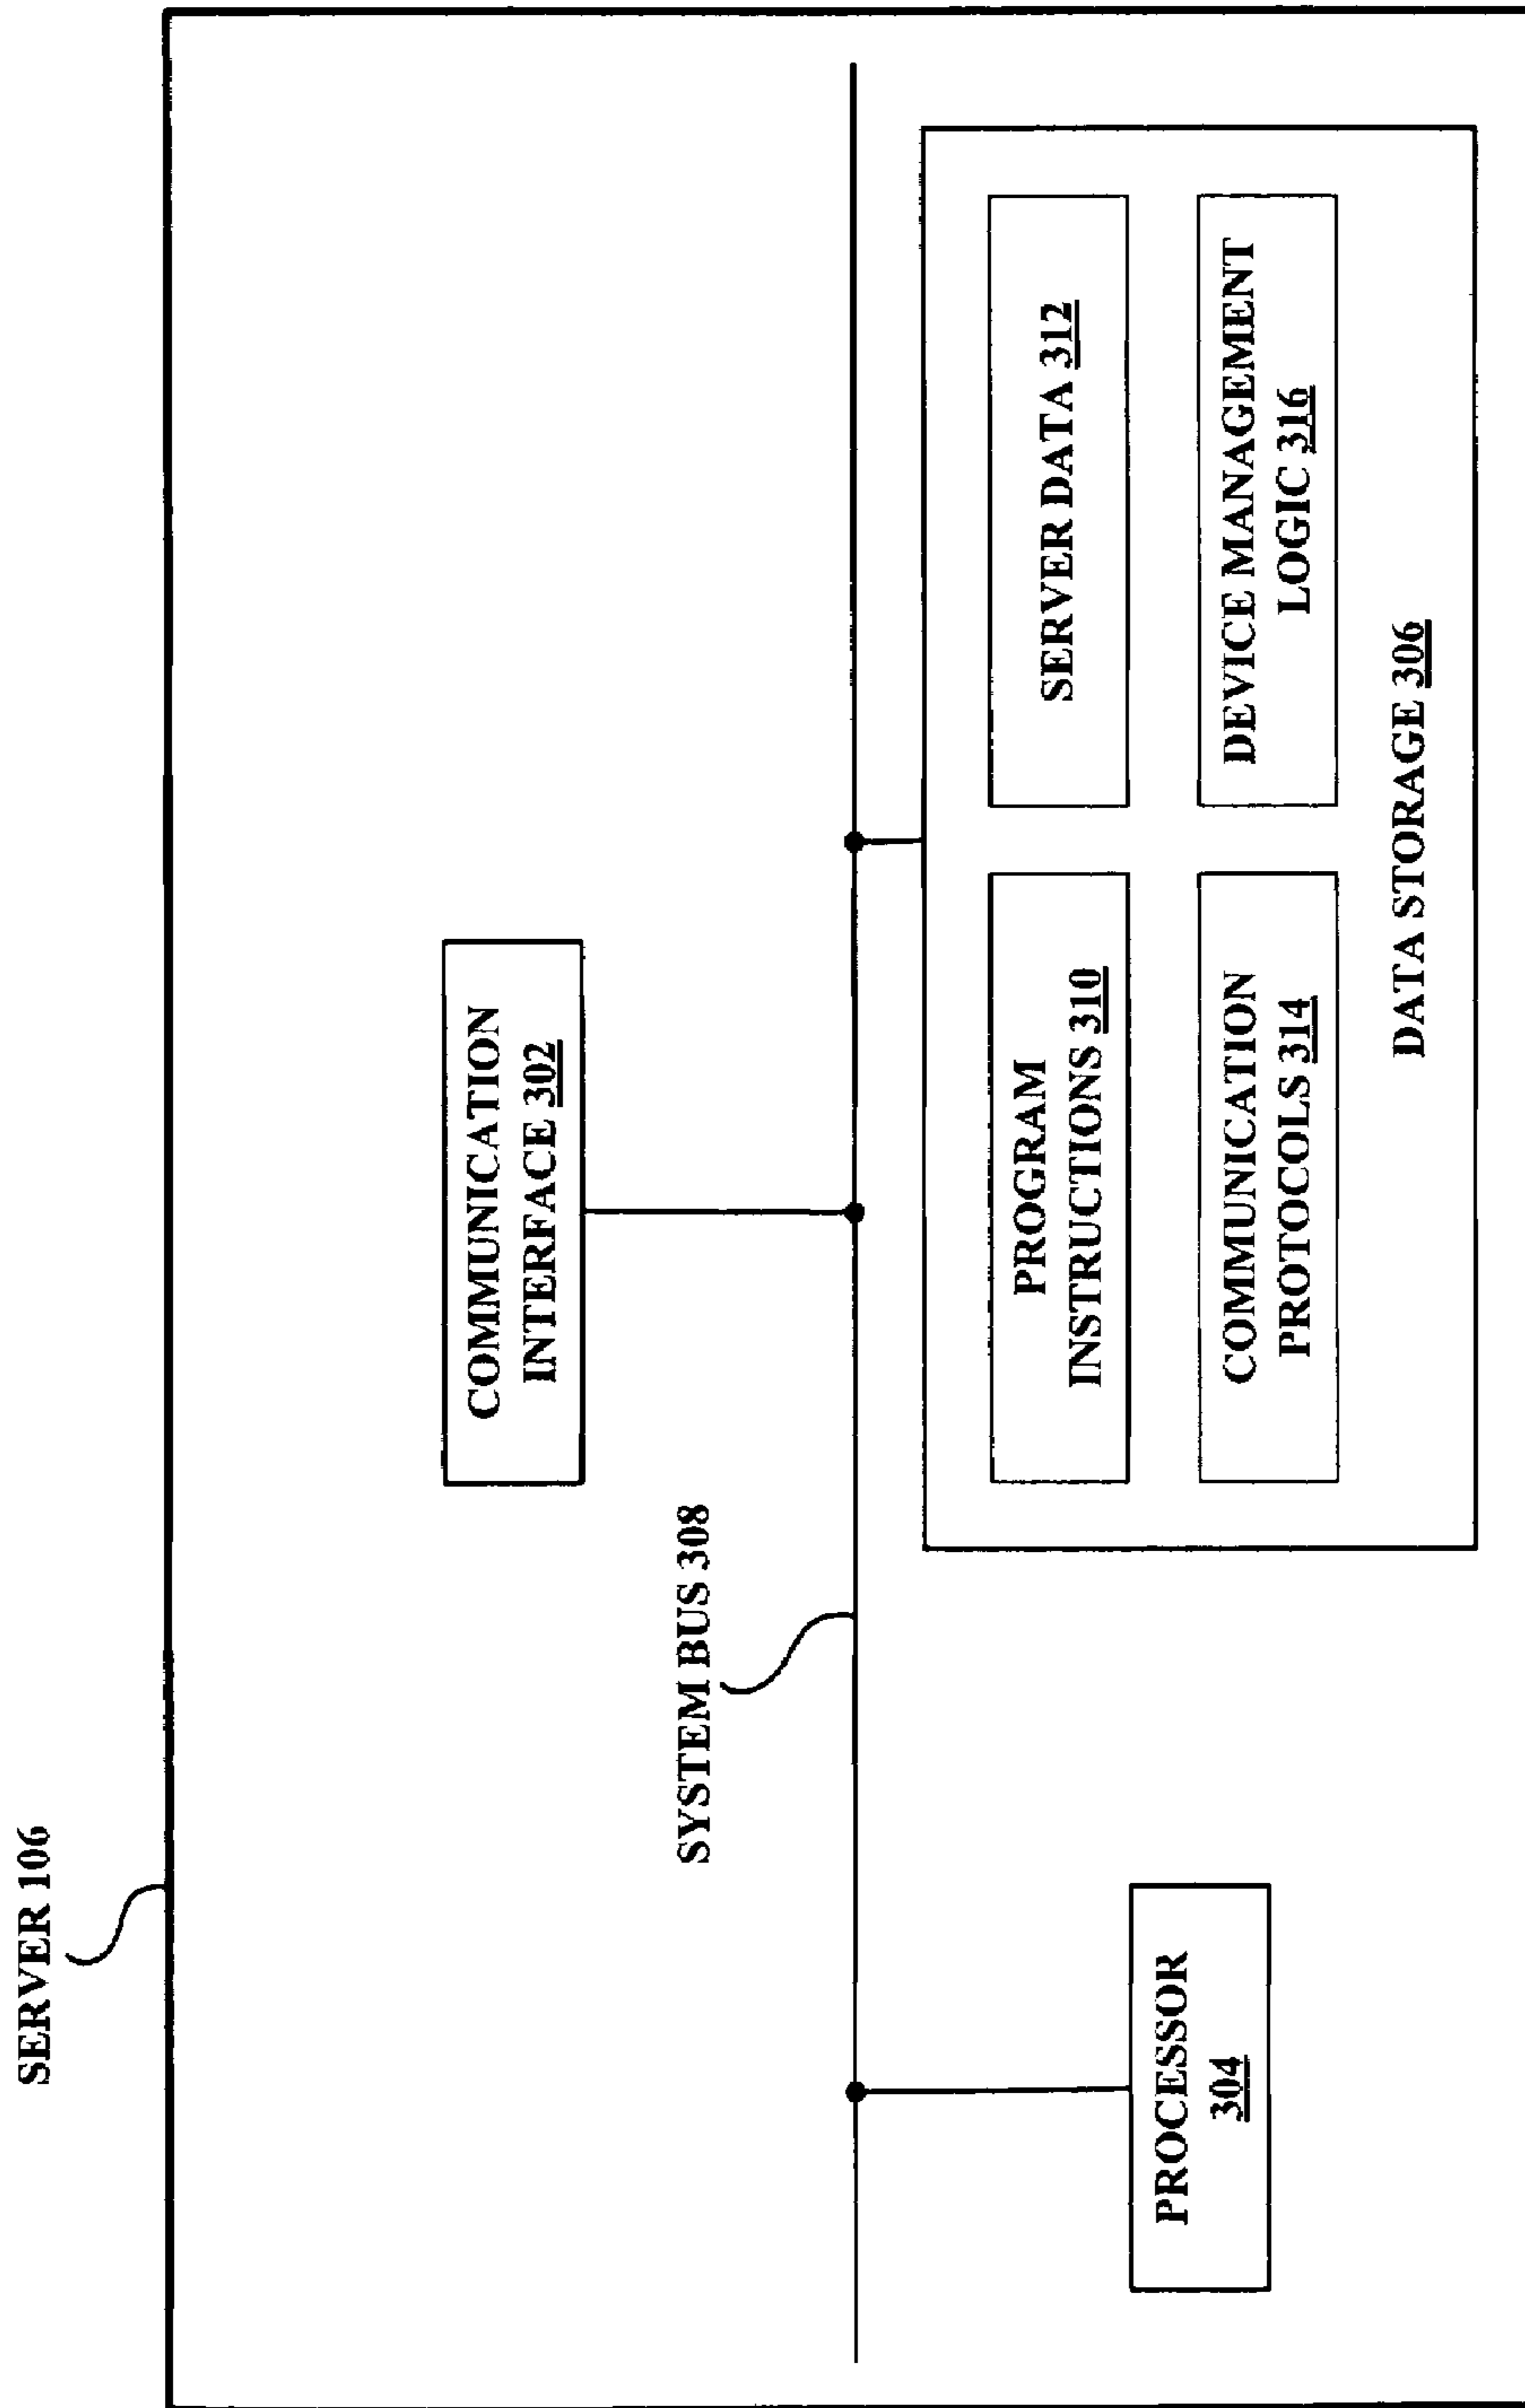 SERVER 106
COMMUNICATION
INTERFACE 302
SYSTEM BUS 308
PROCESSOR
304
PROGRAM
INSTRUCTIONS 310
SERVER DATA 312
COMMUNICATION
PROTOCOLS 314
DEVICE MANAGEMENT
LOGIC 316
DATA STORAGE 306